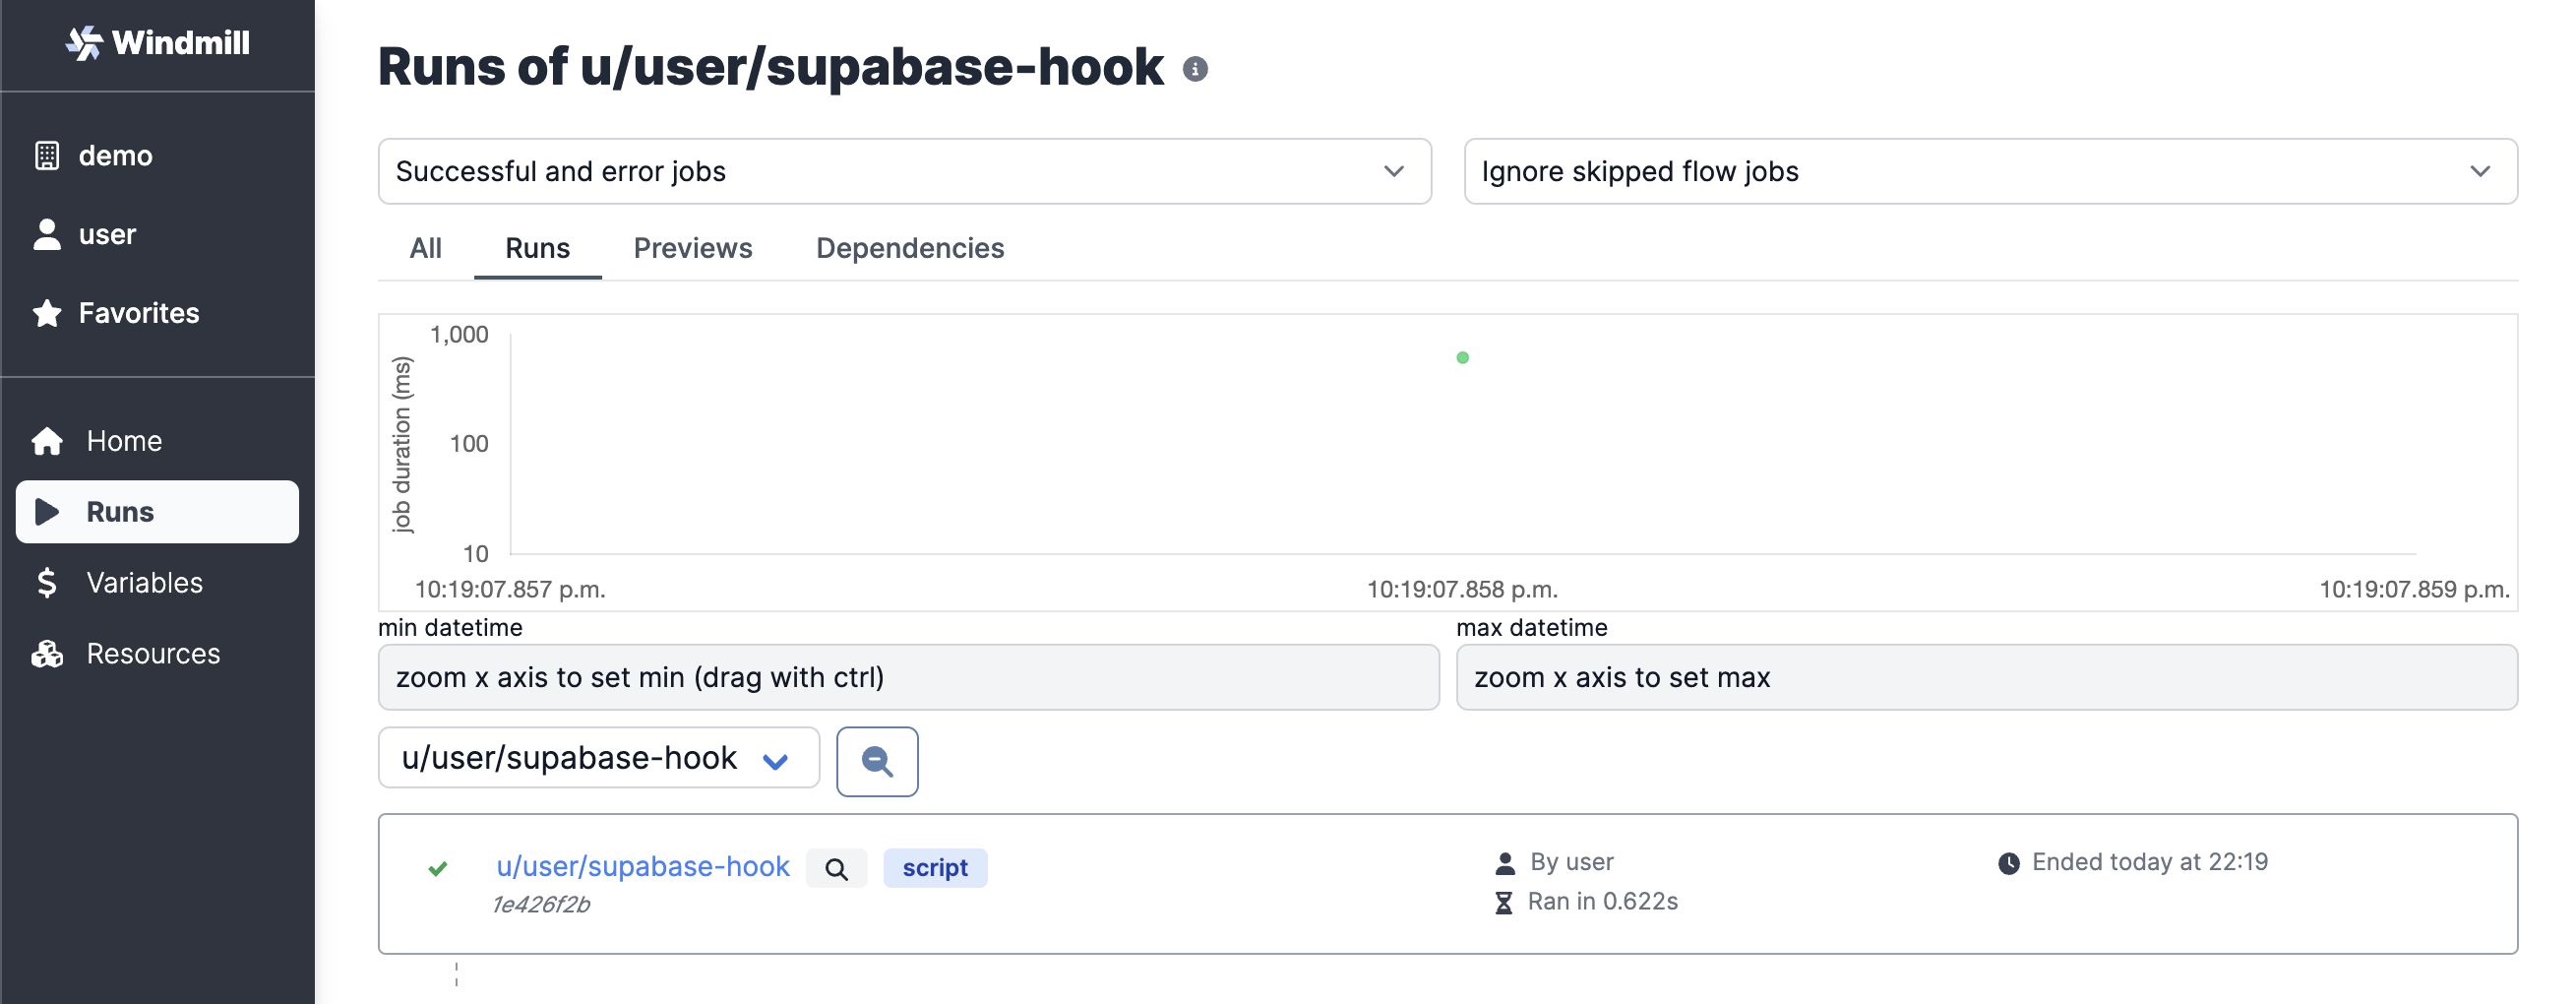 Windmill
demo
user
Favorites
Home
Runs
Variables
Resources
Runs of u/user/supabase-hook
Successful and error jobs
Ignore skipped flow jobs
All Runs Previews Dependencies
job duration (ms)
1,000
100
10
10:19:07.857 p.m. 10:19:07.858 p.m. 10:19:07.859 p.m.
min datetime
zoom x axis to set min (drag with ctrl)
max datetime
zoom x axis to set max
u/user/supabase-hook
u/user/supabase-hook script
1e426f2b
By user
Ran in 0.622s
Ended today at 22:19